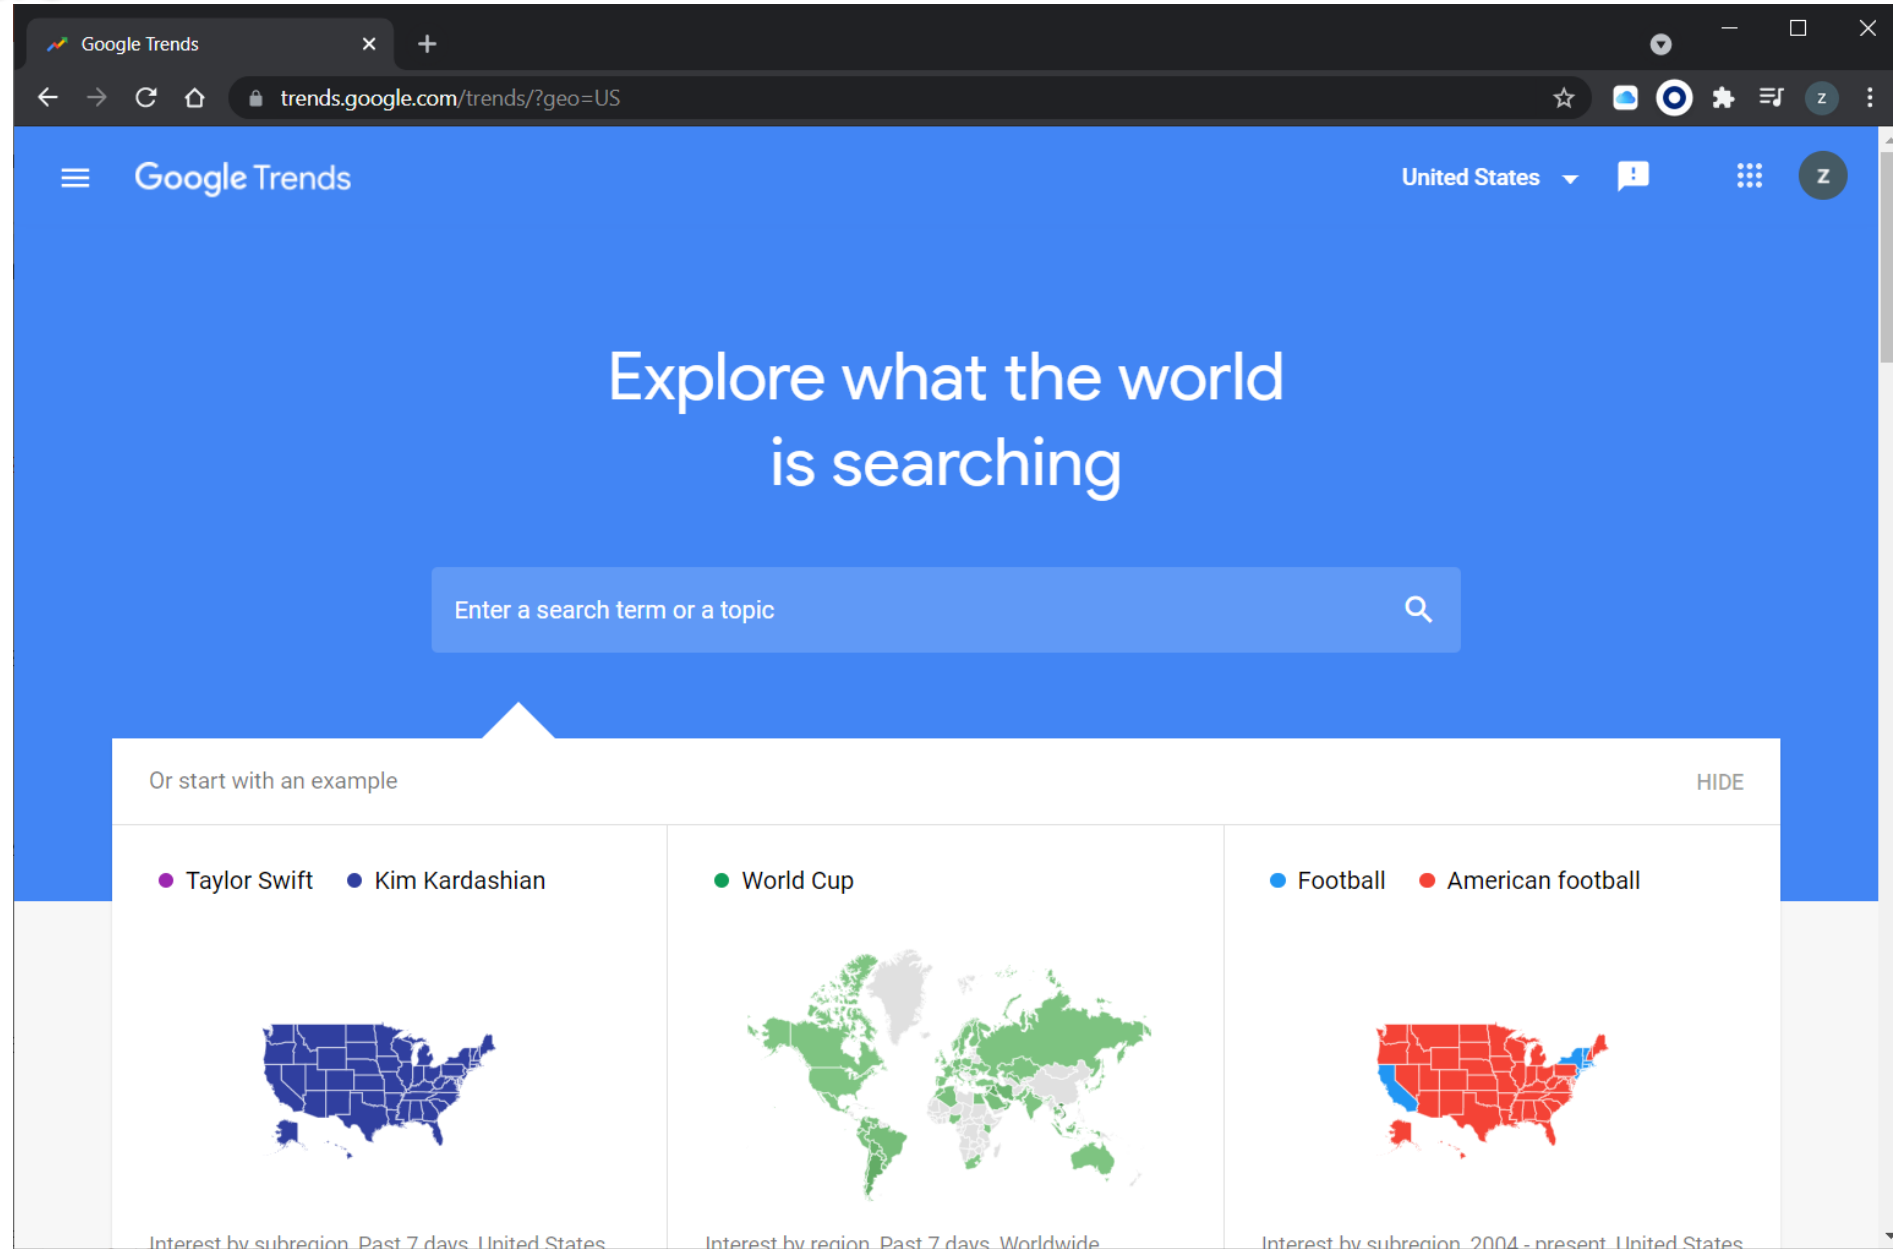 Google Trends
trends.google.com/trends/?geo=US
z
Google Trends
United States
z
Explore what the world
is searching
Enter a search term or a topic
Or start with an example
HIDE
Taylor Swift Kim Kardashian
World Cup
Football American football
Interest by subregion, Past 7 days, United States
Interest by region, Past 7 days, Worldwide
Interest by subregion, 2004 - present, United States